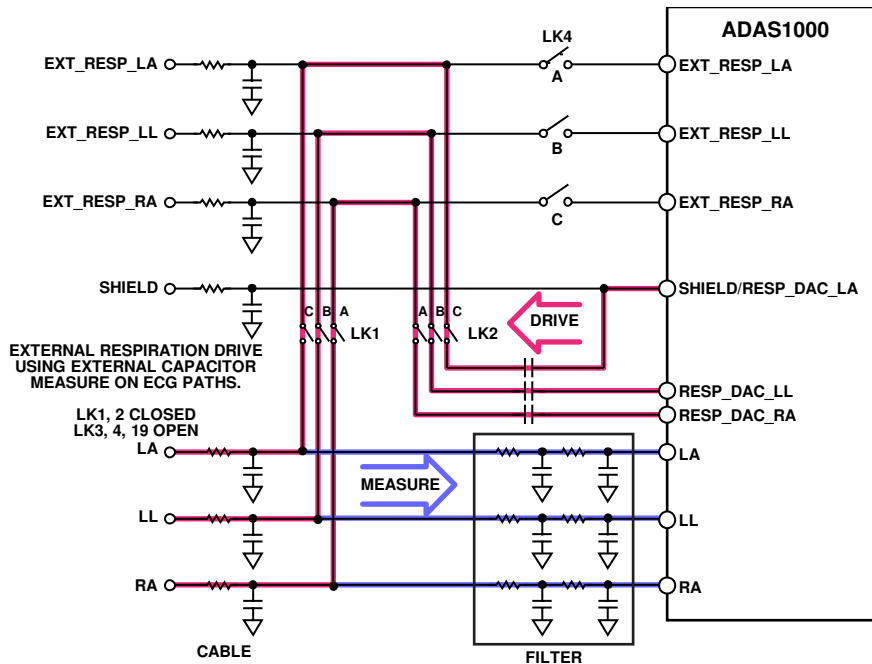 ADAS1000
LK4
EXT_RESP_LA
A
EXT_RESP_LA
EXT_RESP_LL
B
EXT_RESP_LL
EXT_RESP_RA
C
EXT_RESP_RA
SHIELD
SHIELD/RESP_DAC_LA
C B A
LK1
A B C
LK2
DRIVE
EXTERNAL RESPIRATION DRIVE
USING EXTERNAL CAPACITOR
MEASURE ON ECG PATHS.
LK1, 2 CLOSED
LK3, 4, 19 OPEN
RESP_DAC_LL
RESP_DAC_RA
LA
MEASURE
LA
LL
LL
RA
RA
CABLE
FILTER